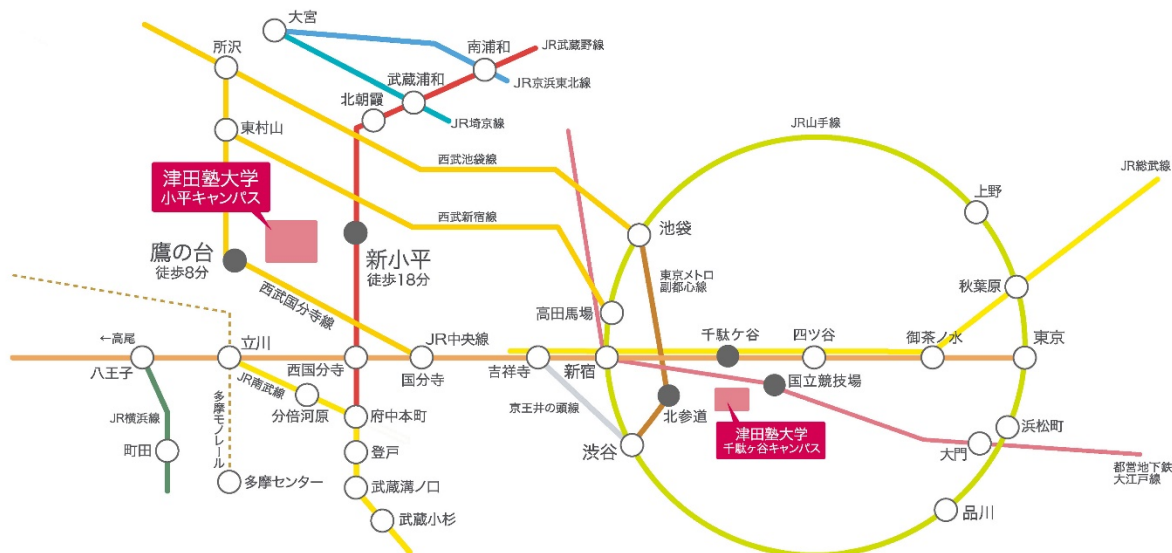 大宮
所沢
南浦和
JR武蔵野線
武蔵浦和
JR京浜東北線
北朝霞
JR埼京線
東村山
JR山手線
西武池袋線
JR総武線
津田塾大学
小平キャンパス
西武新宿線
上野
池袋
鷹の台
徒歩8分
新小平
徒歩18分
東京メトロ
副都心線
秋葉原
西武国分寺線
高田馬場
←高尾
立川
JR中央線
千駄ケ谷
四ツ谷
御茶ノ水
東京
八王子
西国分寺
国分寺
吉祥寺
新宿
JR南武線
国立競技場
分倍河原
京王井の頭線
北参道
JR横浜線
多摩モノレール
府中本町
津田塾大学
千駄ヶ谷キャンパス
浜松町
町田
登戸
渋谷
大門
都営地下鉄
大江戸線
多摩センター
武蔵溝ノ口
武蔵小杉
品川